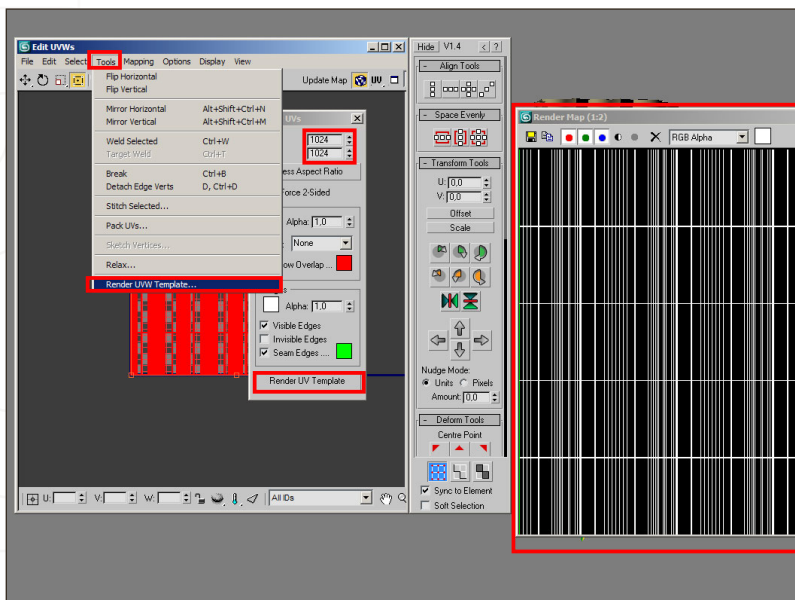 Edit UVWs
File Edit Select Tools Mapping Options Display View
Update Map UV
Flip Horizontal
Flip Vertical
Mirror Horizontal Alt+Shift+Ctrl+N
Mirror Vertical Alt+Shift+Ctrl+M
Weld Selected Ctrl+W
Target Weld Ctrl+T
Break Ctrl+B
Detach Edge Verts D, Ctrl+D
Stitch Selected...
Pack UVs...
Sketch Vertices...
Relax...
Render UVW Template...
UVs
1024
1024
Aspect Ratio
Force 2-Sided
Alpha: 1,0
None
Overlap ...
Alpha: 1,0
Visible Edges
Invisible Edges
Seam Edges ....
Render UV Template
U: V: W: All IDs
Hide V1.4 < ?
- Align Tools
- Space Evenly
- Transform Tools
U: 0,0
V: 0,0
Offset
Scale
90 90
Nudge Mode:
Units Pixels
Amount: 0,0
- Deform Tools
Centre Point
Sync to Element
Soft Selection
Render Map (1:2)
RGB Alpha